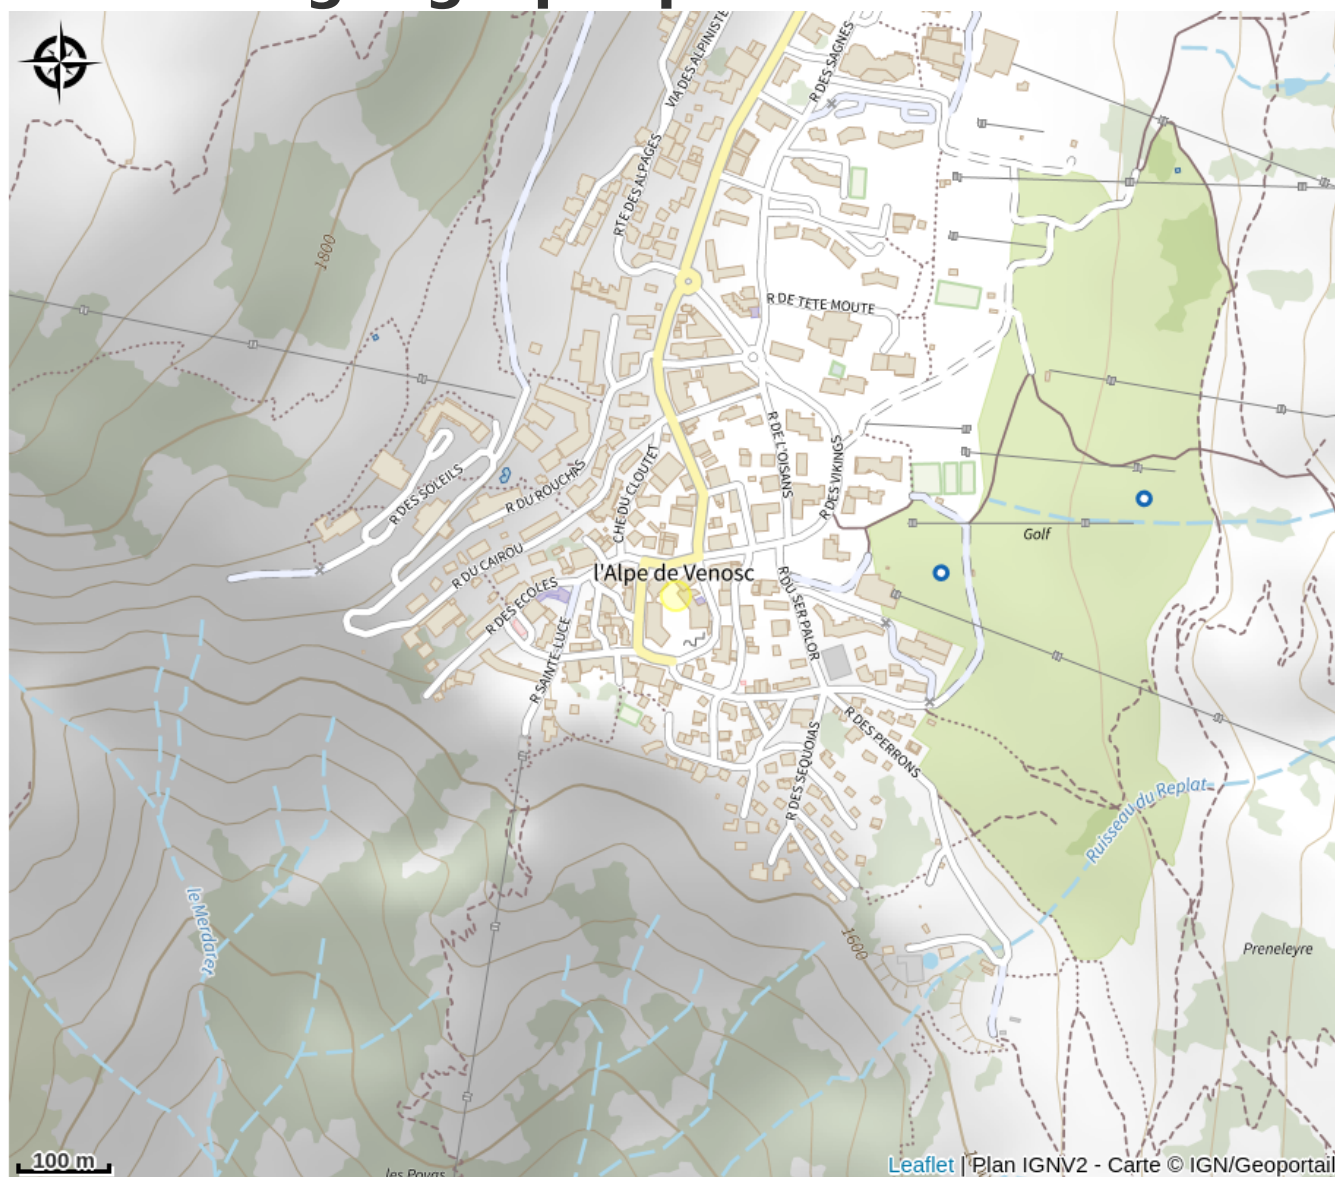 VIA DES ALPINISTE
R DES SAGNES
RTE DES ALPAGES
1800
R DE TETE MOUTE
R DE L'OISANS
R DES VIKINGS
CHE DU CLOUTET
R DES SOLEILS
R DU ROUCHAS
R DU CAIROU
Golf
l'Alpe de Venosc
R DES ECOLES
R DU SER PALOR
R SAINTE-LUCE
R DES PERRONS
R DES SEQUOIAS
Ruisseau du Replat
le Merdaret
1600
Preneleyre
100 m
les Poyas
Leaflet | Plan IGNV2 - Carte © IGN/Geoportail